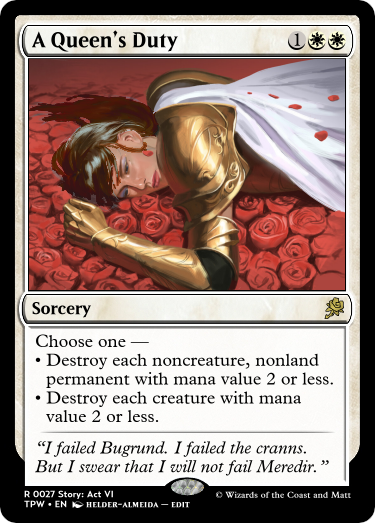 A Queen's Duty 1
Sorcery
Choose one —
• Destroy each noncreature, nonland
permanent with mana value 2 or less.
• Destroy each creature with mana
value 2 or less.
“I failed Bugrund. I failed the cranns.
But I swear that I will not fail Meredir.”
R 0027 Story: Act VI
TPW • EN HELDER-ALMEIDA — EDIT
© Wizards of the Coast and Matt